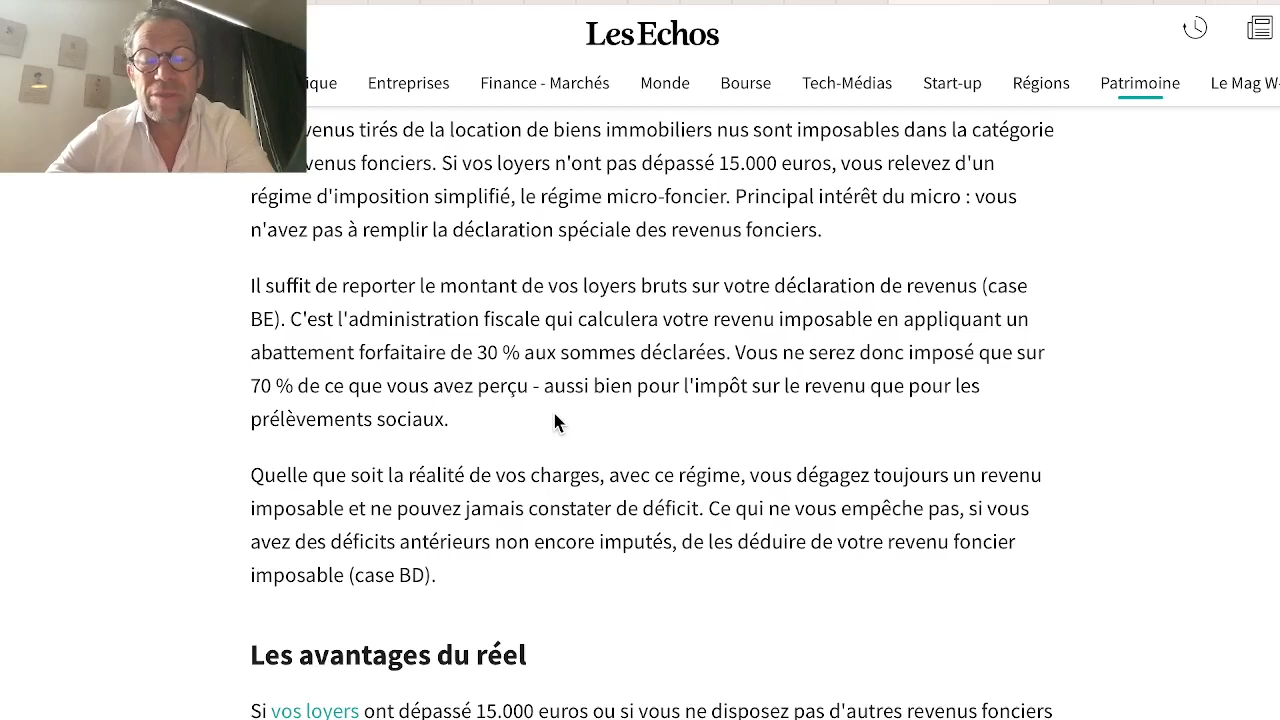 Les Echos
ique Entreprises Finance - Marchés Monde Bourse Tech-Médias Start-up Régions Patrimoine Le Mag W
venus tirés de la location de biens immobiliers nus sont imposables dans la catégorie
venus fonciers. Si vos loyers n'ont pas dépassé 15.000 euros, vous relevez d'un
régime d'imposition simplifié, le régime micro-foncier. Principal intérêt du micro : vous
n'avez pas à remplir la déclaration spéciale des revenus fonciers.
Il suffit de reporter le montant de vos loyers bruts sur votre déclaration de revenus (case
BE). C'est l'administration fiscale qui calculera votre revenu imposable en appliquant un
abattement forfaitaire de 30 % aux sommes déclarées. Vous ne serez donc imposé que sur
70 % de ce que vous avez perçu - aussi bien pour l'impôt sur le revenu que pour les
prélèvements sociaux.
Quelle que soit la réalité de vos charges, avec ce régime, vous dégagez toujours un revenu
imposable et ne pouvez jamais constater de déficit. Ce qui ne vous empêche pas, si vous
avez des déficits antérieurs non encore imputés, de les déduire de votre revenu foncier
imposable (case BD).
Les avantages du réel
Si vos loyers ont dépassé 15.000 euros ou si vous ne disposez pas d'autres revenus fonciers